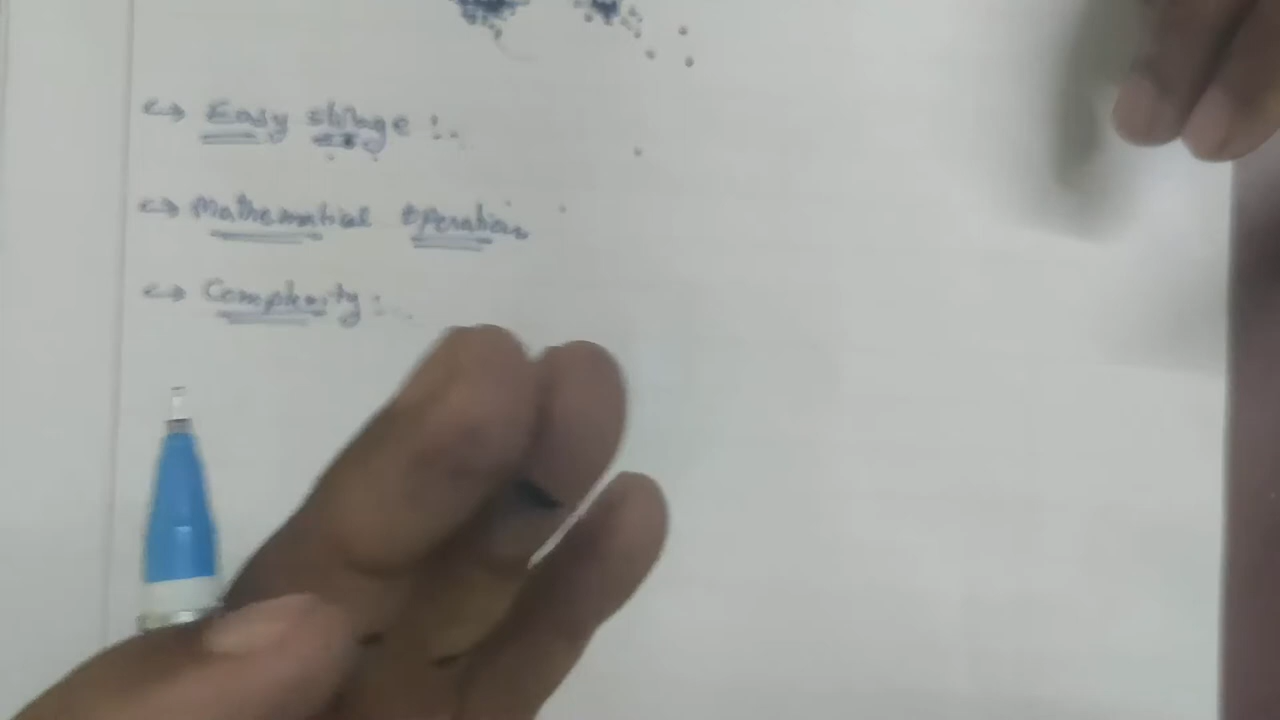 ↔ Easy storage :-
↔ Mathematical operation
↔ Complexity :-